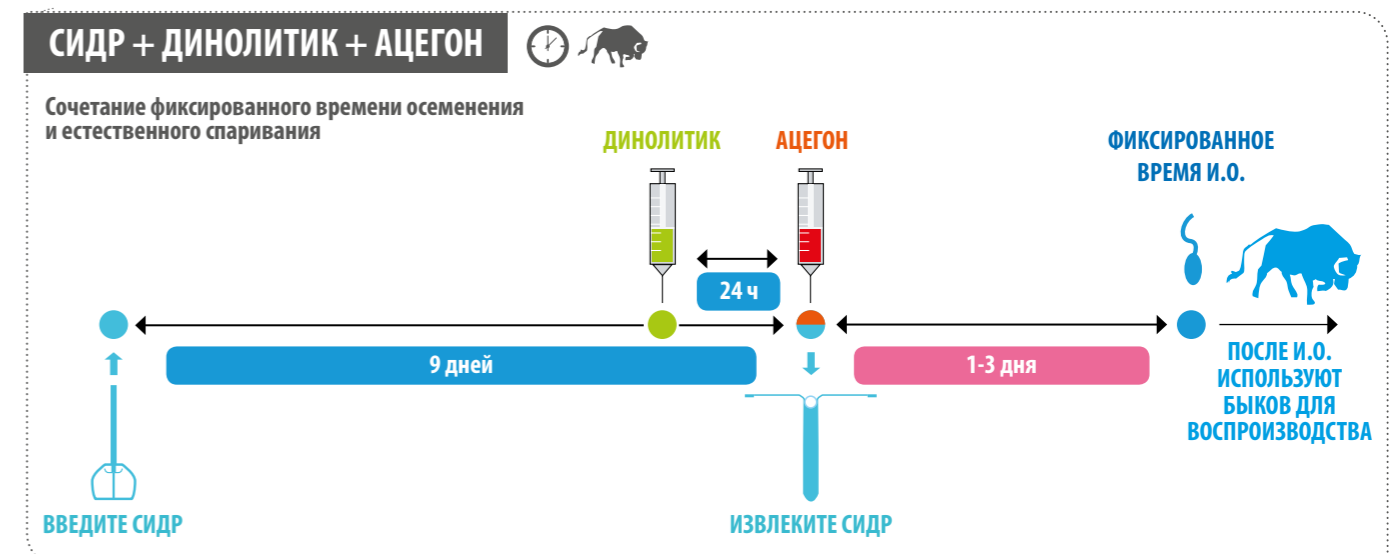 СИДР + ДИНОЛИТИК + АЦЕГОН
Сочетание фиксированного времени осеменения
и естественного спаривания
ДИНОЛИТИК
АЦЕГОН
ФИКСИРОВАННОЕ
ВРЕМЯ И.О.
24 ч
9 дней
1-3 дня
ПОСЛЕ И.О.
ИСПОЛЬЗУЮТ
БЫКОВ ДЛЯ
ВОСПРОИЗВОДСТВА
ВВЕДИТЕ СИДР
ИЗВЛЕКИТЕ СИДР